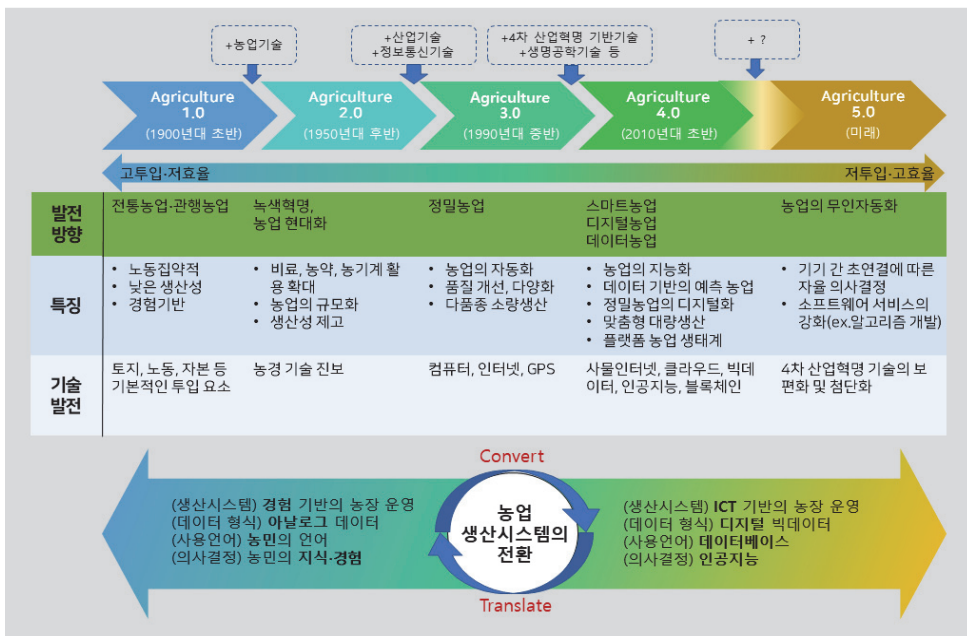 +농업기술
+산업기술
+정보통신기술
+4차 산업혁명 기반기술
+생명공학기술 등
+ ?
Agriculture
1.0
(1900년대 초반)
Agriculture
2.0
(1950년대 후반)
Agriculture
3.0
(1990년대 중반)
Agriculture
4.0
(2010년대 초반)
Agriculture
5.0
(미래)
고투입·저효율
저투입·고효율
발전
방향
전통농업·관행농업
녹색혁명,
농업 현대화
정밀농업
스마트농업
디지털농업
데이터농업
농업의 무인자동화
특징
• 노동집약적
• 낮은 생산성
• 경험기반
• 비료, 농약, 농기계 활
용 확대
• 농업의 규모화
• 생산성 제고
• 농업의 자동화
• 품질 개선, 다양화
• 다품종 소량생산
• 농업의 지능화
• 데이터 기반의 예측 농업
• 정밀농업의 디지털화
• 맞춤형 대량생산
• 플랫폼 농업 생태계
• 기기 간 초연결에 따른
자율 의사결정
• 소프트웨어 서비스의
강화(ex.알고리즘 개발)
기술
발전
토지, 노동, 자본 등
기본적인 투입 요소
농경 기술 진보
컴퓨터, 인터넷, GPS
사물인터넷, 클라우드, 빅데
이터, 인공지능, 블록체인
4차 산업혁명 기술의 보
편화 및 첨단화
Convert
(생산시스템) 경험 기반의 농장 운영
(데이터 형식) 아날로그 데이터
(사용언어) 농민의 언어
(의사결정) 농민의 지식·경험
농업
생산시스템의
전환
(생산시스템) ICT 기반의 농장 운영
(데이터 형식) 디지털 빅데이터
(사용언어) 데이터베이스
(의사결정) 인공지능
Translate